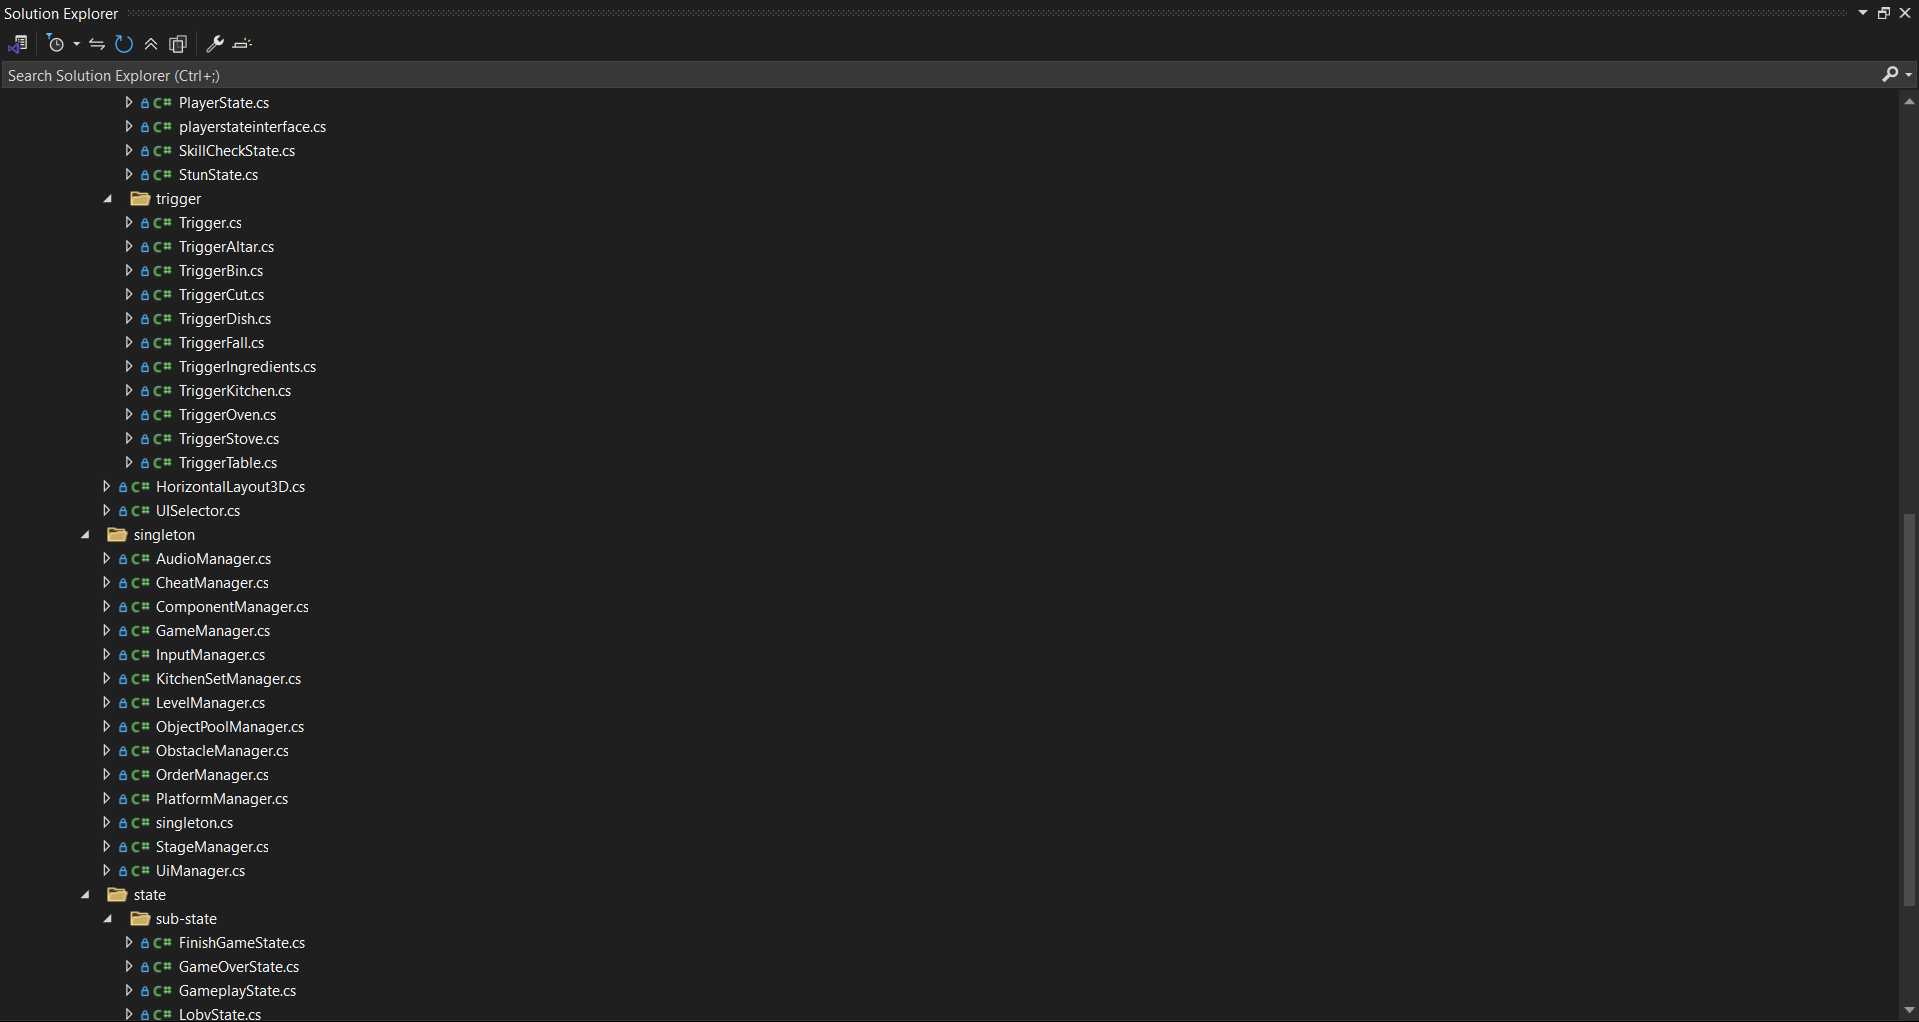 Solution Explorer
Search Solution Explorer (Ctrl+;)
C# PlayerState.cs
C# playerstateinterface.cs
C# SkillCheckState.cs
C# StunState.cs
trigger
C# Trigger.cs
C# TriggerAltar.cs
C# TriggerBin.cs
C# TriggerCut.cs
C# TriggerDish.cs
C# TriggerFall.cs
C# TriggerIngredients.cs
C# TriggerKitchen.cs
C# TriggerOven.cs
C# TriggerStove.cs
C# TriggerTable.cs
C# HorizontalLayout3D.cs
C# UISelector.cs
singleton
C# AudioManager.cs
C# CheatManager.cs
C# ComponentManager.cs
C# GameManager.cs
C# InputManager.cs
C# KitchenSetManager.cs
C# LevelManager.cs
C# ObjectPoolManager.cs
C# ObstacleManager.cs
C# OrderManager.cs
C# PlatformManager.cs
C# singleton.cs
C# StageManager.cs
C# UiManager.cs
state
sub-state
C# FinishGameState.cs
C# GameOverState.cs
C# GameplayState.cs
C# LobyState.cs